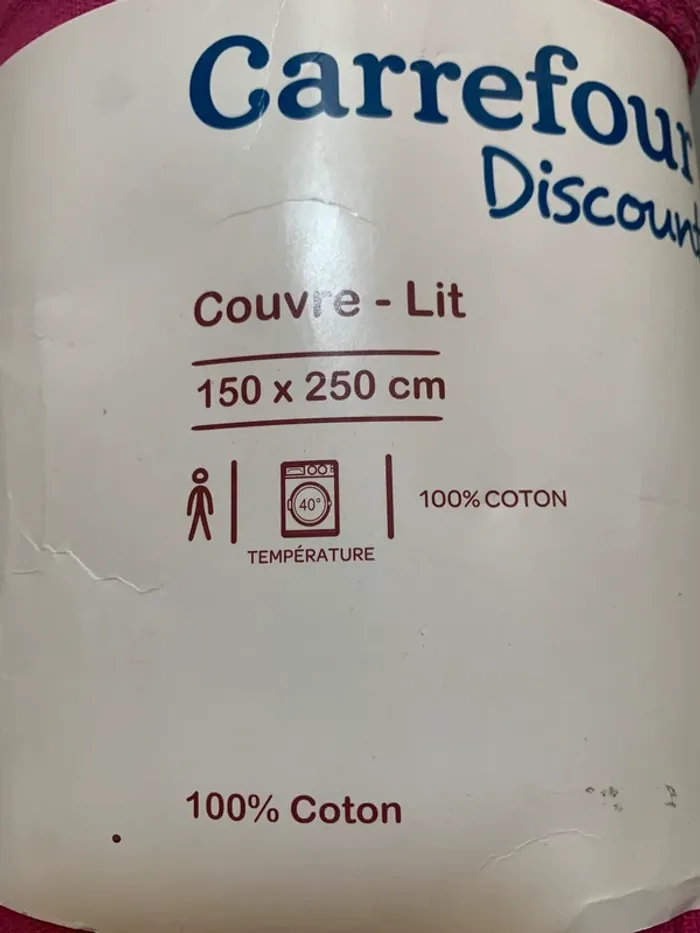 Carrefour
Discount
Couvre - Lit
150 x 250 cm
40°
100% COTON
TEMPÉRATURE
100% Coton